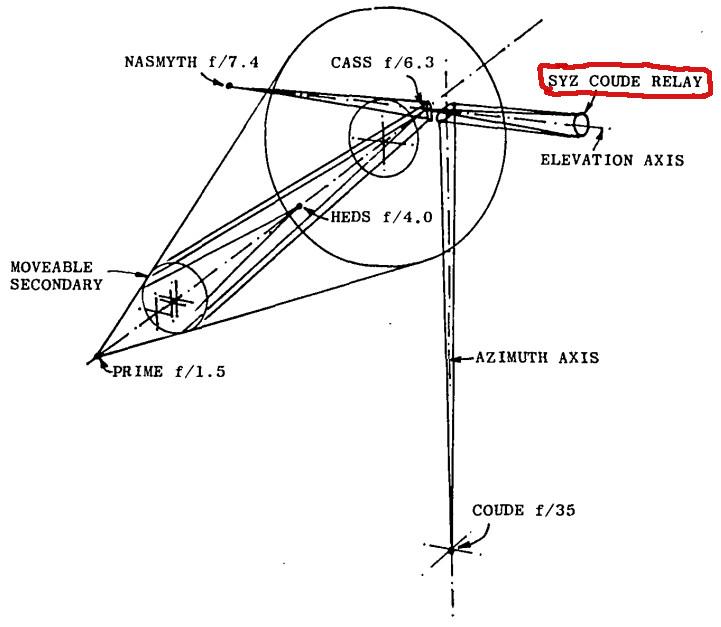 NASMYTH f/7.4
CASS f/6.3
SYZ COUDE RELAY
ELEVATION AXIS
HEDS f/4.0
MOVEABLE
SECONDARY
AZIMUTH AXIS
PRIME f/1.5
COUDE f/35